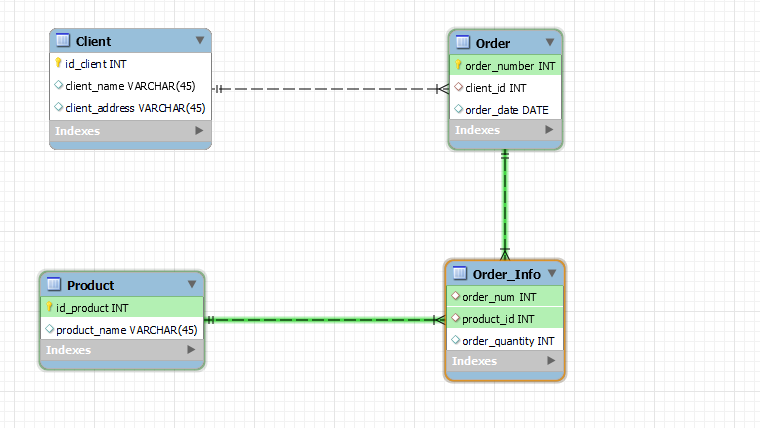 Client
id_client INT
client_name VARCHAR(45)
client_address VARCHAR(45)
Indexes
Order
order_number INT
client_id INT
order_date DATE
Indexes
Product
id_product INT
product_name VARCHAR(45)
Indexes
Order_Info
order_num INT
product_id INT
order_quantity INT
Indexes